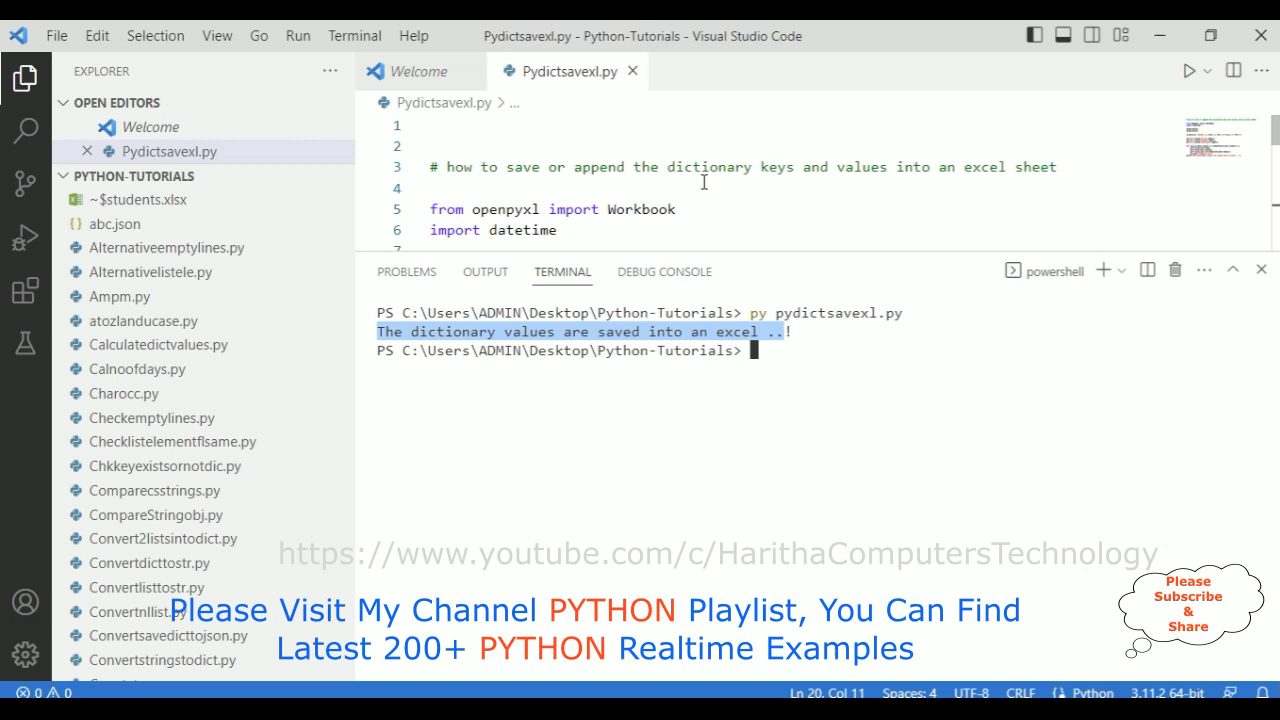 File Edit Selection View Go Run Terminal Help Pydictsavexl.py - Python-Tutorials - Visual Studio Code
EXPLORER
OPEN EDITORS
Welcome
Pydictsavexl.py
PYTHON-TUTORIALS
~$students.xlsx
abc.json
Alternativeemptylines.py
Alternativelistele.py
Ampm.py
atozlanducase.py
Calculatedictvalues.py
Calnoofdays.py
Charocc.py
Checkemptylines.py
Checklistelementflsame.py
Chkkeyexistsornotdic.py
Comparecsstrings.py
CompareStringobj.py
Convert2listsintodict.py
Convertdicttostr.py
Convertlisttostr.py
Convertnllist.py
Convertsavedicttojson.py
Convertstringstodict.py
Welcome Pydictsavexl.py
Pydictsavexl.py > ...
1
2
3 # how to save or append the dictionary keys and values into an excel sheet
4
5 from openpyxl import Workbook
6 import datetime
PROBLEMS OUTPUT TERMINAL DEBUG CONSOLE powershell
PS C:\Users\ADMIN\Desktop\Python-Tutorials> py pydictsavexl.py
The dictionary values are saved into an excel ..!
PS C:\Users\ADMIN\Desktop\Python-Tutorials>
https://www.youtube.com/c/HarithaComputersTechnology
Please Visit My Channel PYTHON Playlist, You Can Find
Latest 200+ PYTHON Realtime Examples
Please
Subscribe
&
Share
0 0 Ln 20, Col 11 Spaces: 4 UTF-8 CRLF Python 3.11.2 64-bit